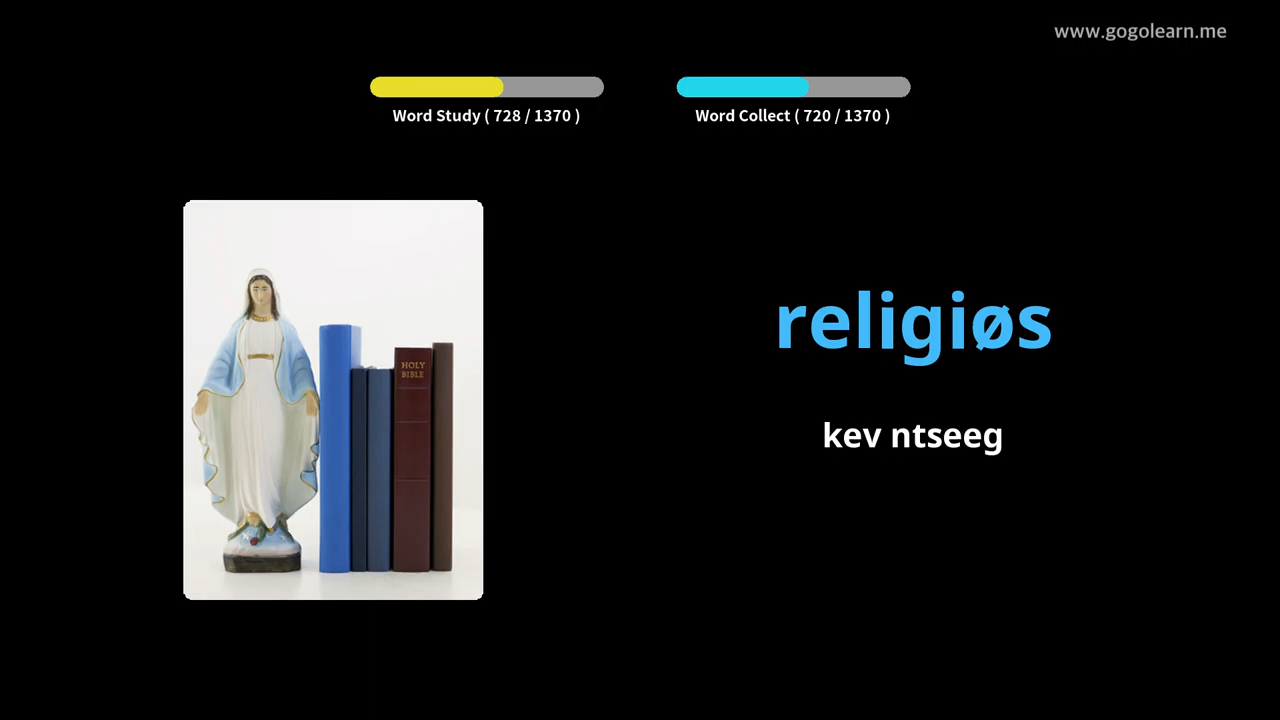 www.gogolearn.me
Word Study ( 728 / 1370 )
Word Collect ( 720 / 1370 )
HOLY
BIBLE
religiøs
kev ntseeg